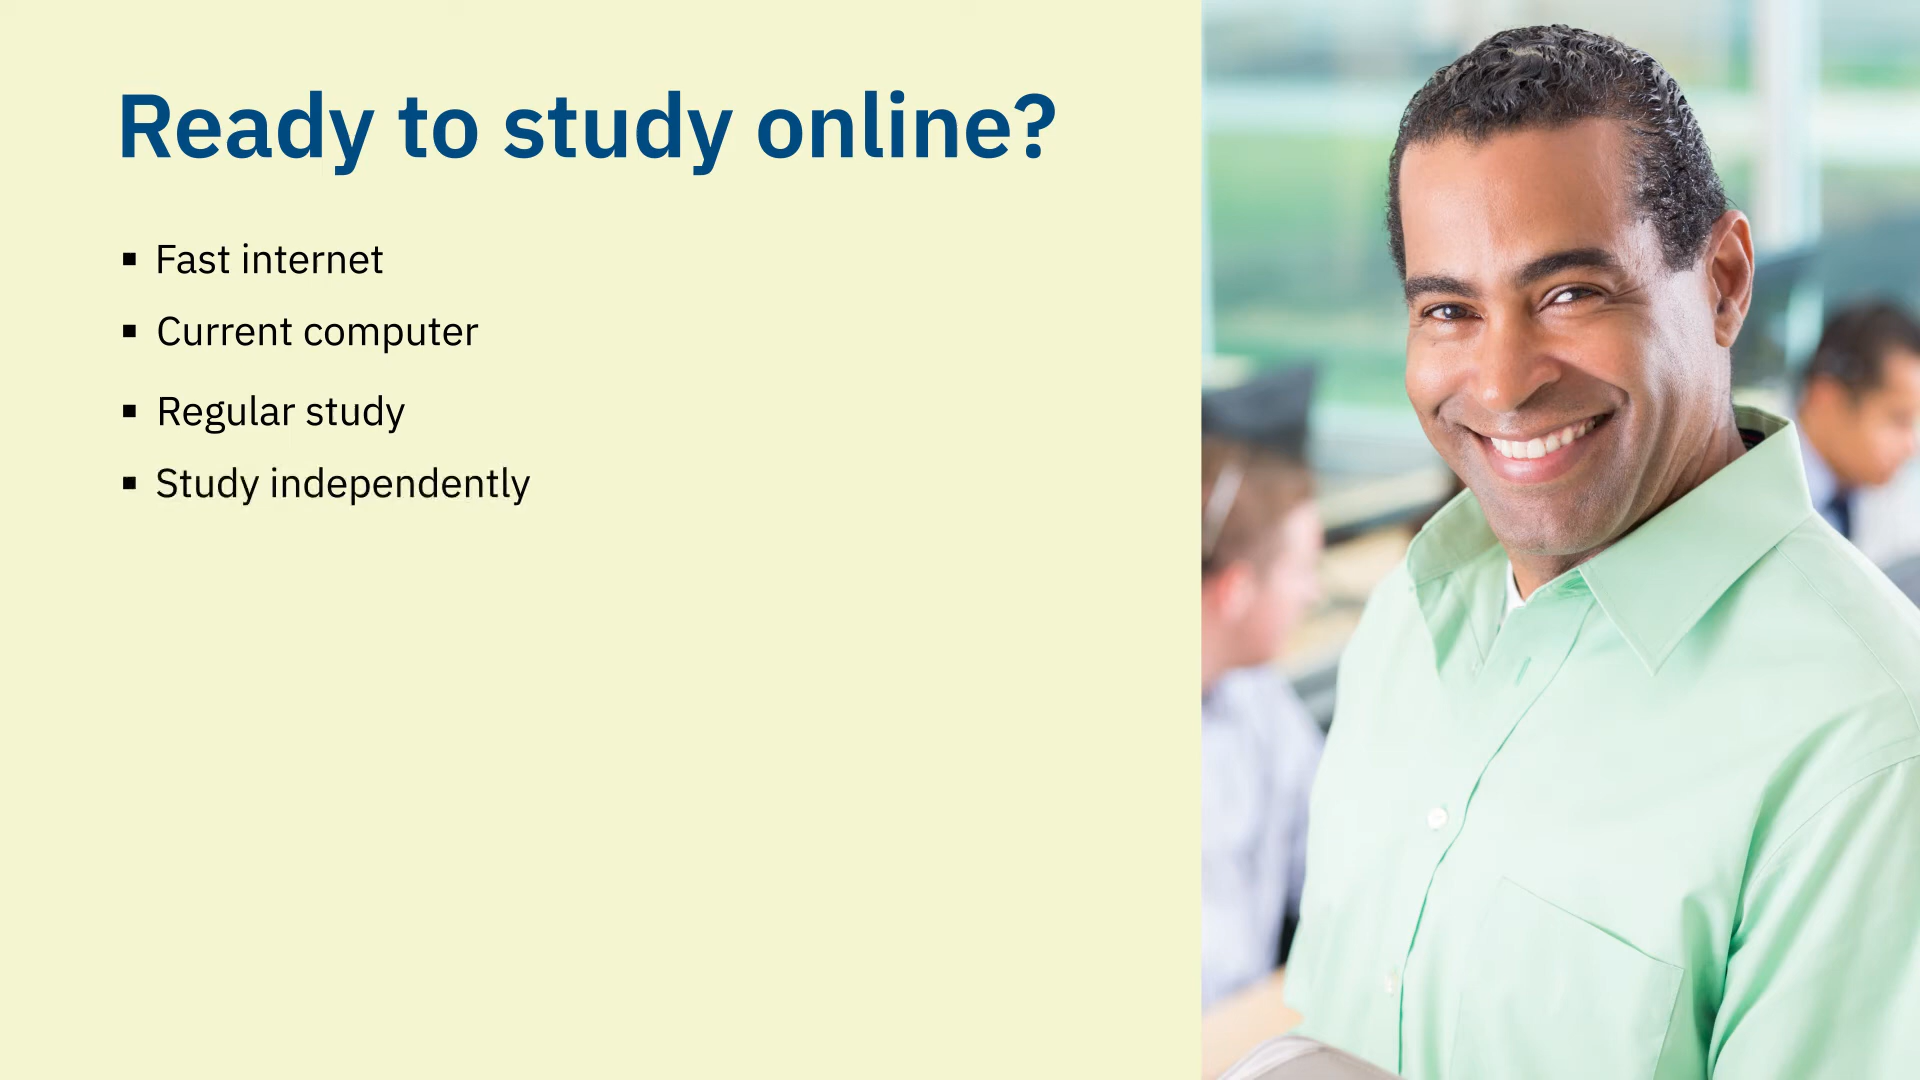 Ready to study online?
▪ Fast internet
▪ Current computer
▪ Regular study
▪ Study independently